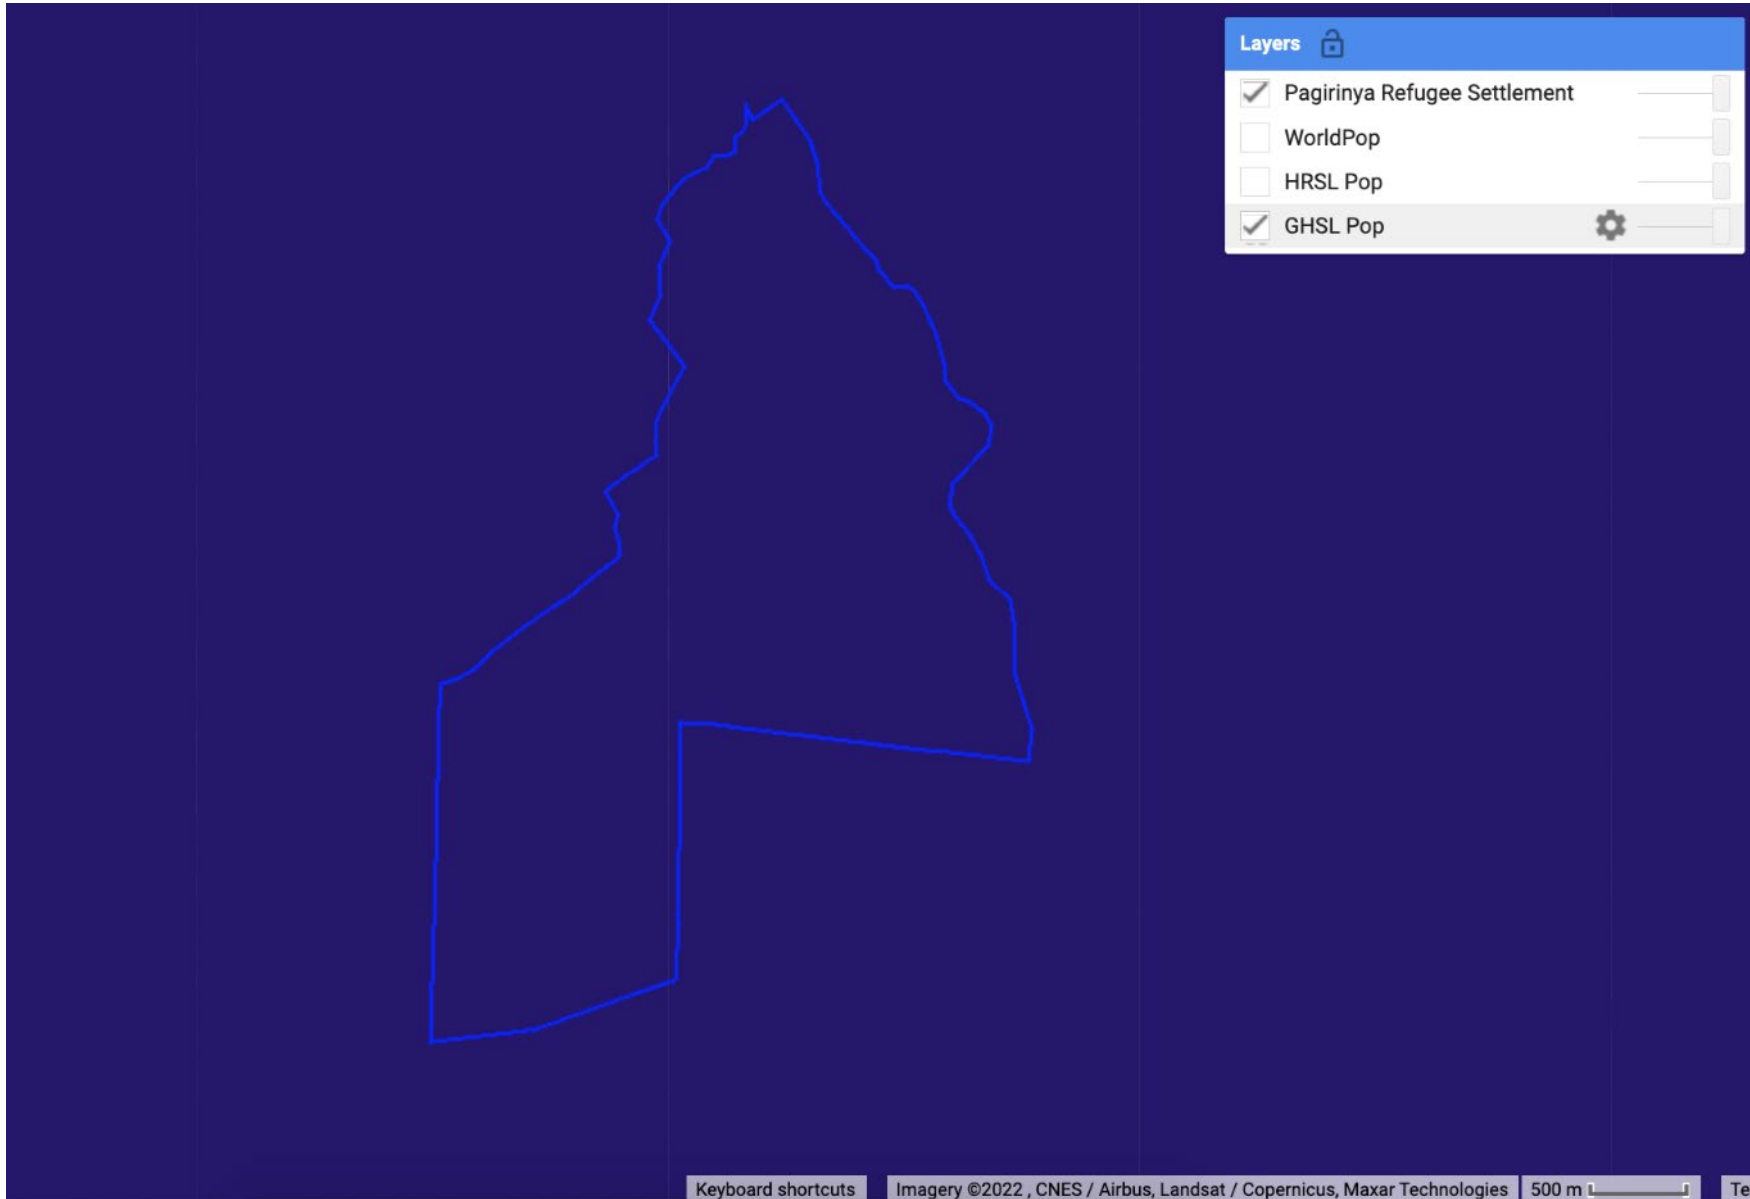 Layers
Pagirinya Refugee Settlement
WorldPop
HRSL Pop
GHSL Pop
Keyboard shortcuts
Imagery ©2022 , CNES / Airbus, Landsat / Copernicus, Maxar Technologies
500 m
Te